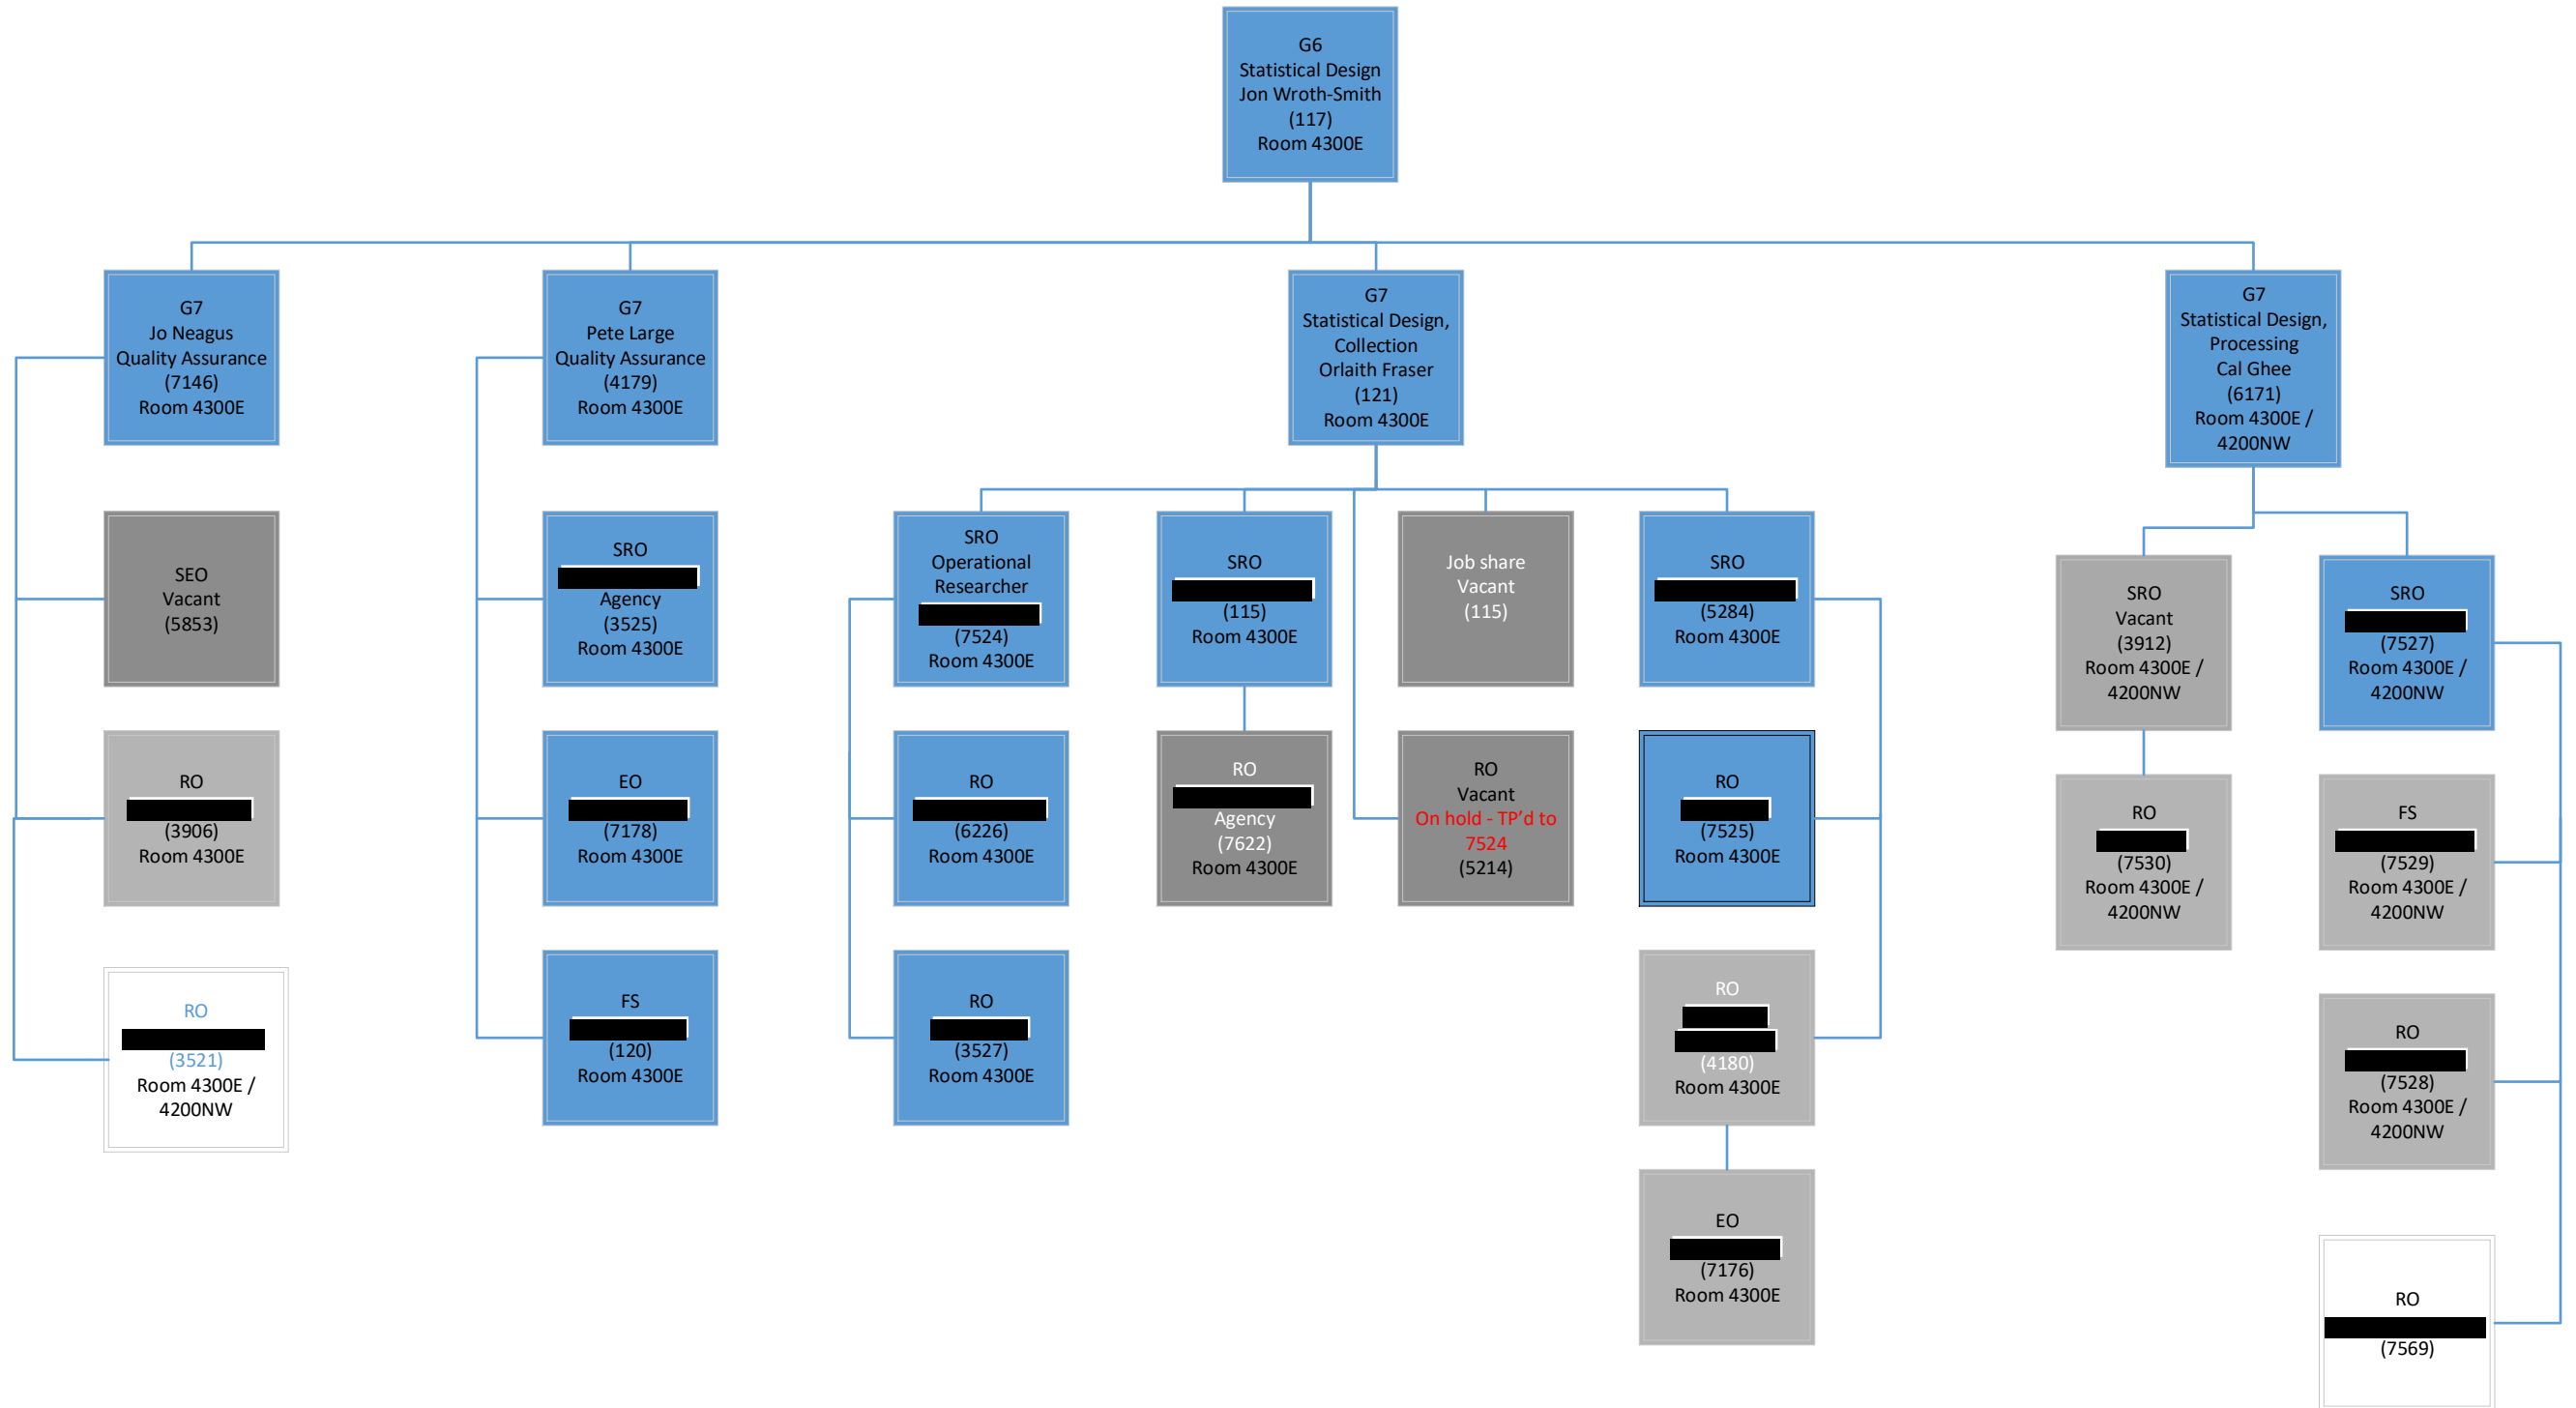 G6
Statistical Design
Jon Wroth-Smith
(117)
Room 4300E
G7
Jo Neagus
Quality Assurance
(7146)
Room 4300E
G7
Pete Large
Quality Assurance
(4179)
Room 4300E
G7
Statistical Design,
Collection
Orlaith Fraser
(121)
Room 4300E
G7
Statistical Design,
Processing
Cal Ghee
(6171)
Room 4300E /
4200NW
SEO
Vacant
(5853)
SRO
Agency
(3525)
Room 4300E
SRO
Operational
Researcher
(7524)
Room 4300E
SRO
(115)
Room 4300E
Job share
Vacant
(115)
SRO
(5284)
Room 4300E
SRO
Vacant
(3912)
Room 4300E /
4200NW
SRO
(7527)
Room 4300E /
4200NW
RO
(3906)
Room 4300E
EO
(7178)
Room 4300E
RO
(6226)
Room 4300E
RO
Agency
(7622)
Room 4300E
RO
Vacant
On hold - TP’d to
7524
(5214)
RO
(7525)
Room 4300E
RO
(7530)
Room 4300E /
4200NW
FS
(7529)
Room 4300E /
4200NW
RO
(3521)
Room 4300E /
4200NW
FS
(120)
Room 4300E
RO
(3527)
Room 4300E
RO
(4180)
Room 4300E
RO
(7528)
Room 4300E /
4200NW
EO
(7176)
Room 4300E
RO
(7569)